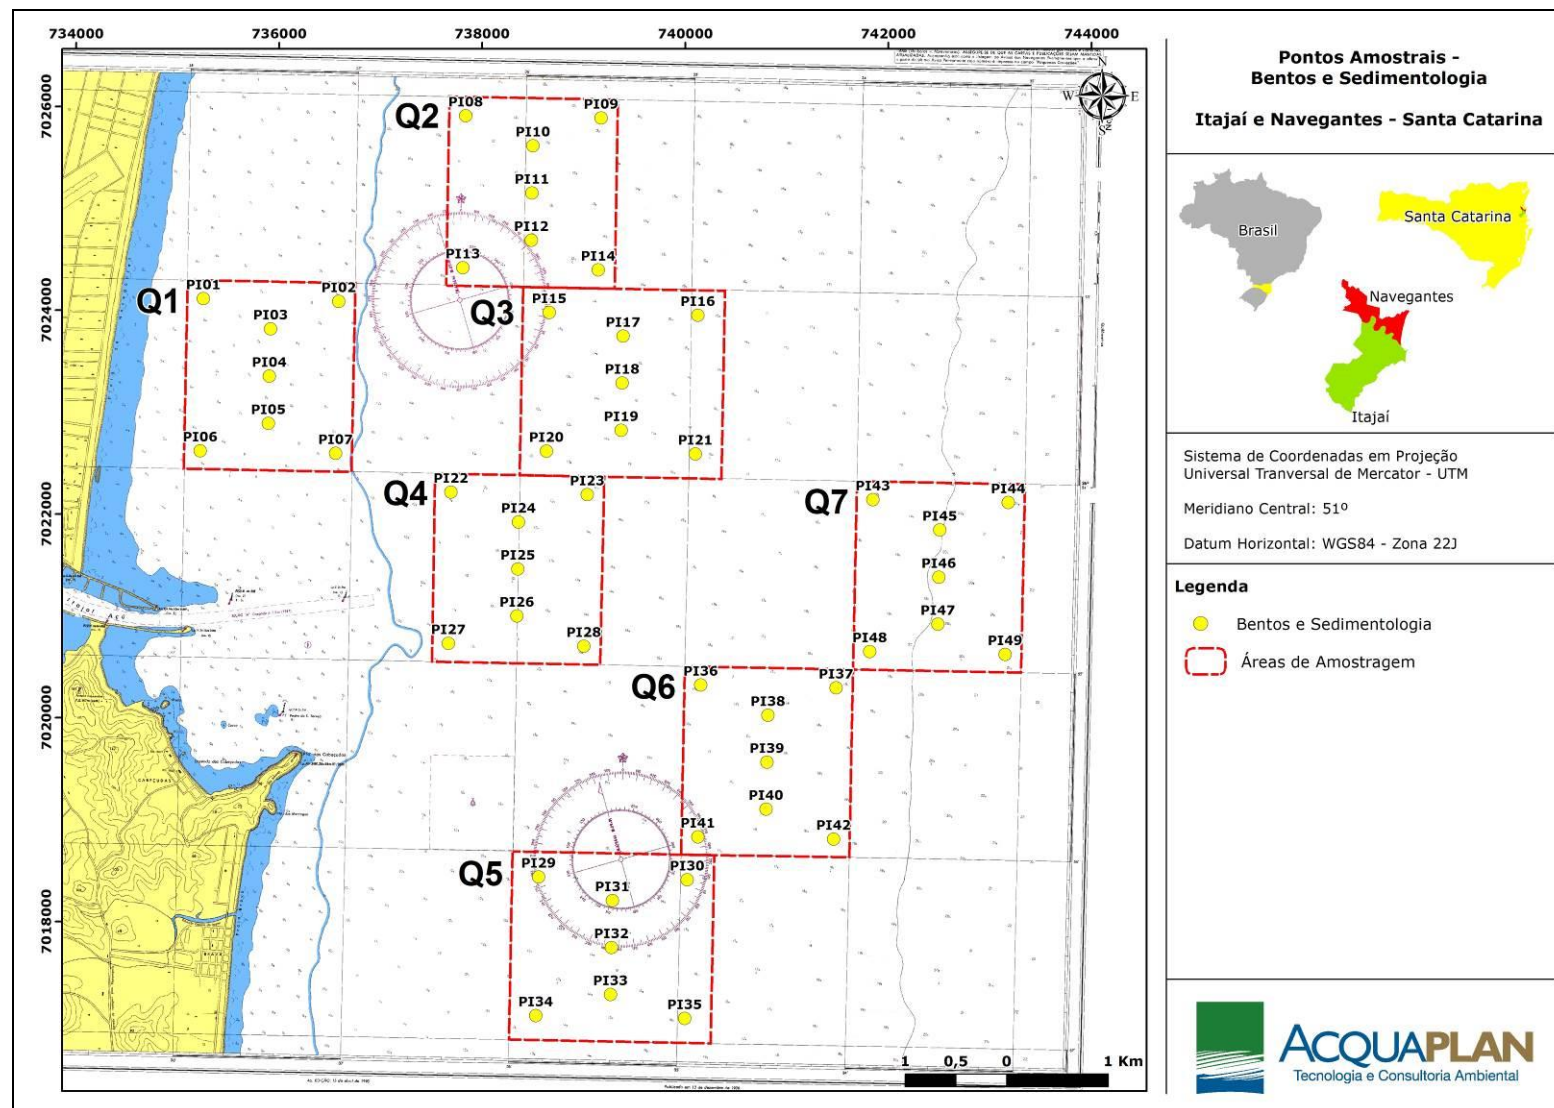 734000
736000
738000
740000
742000
744000
7026000
7024000
7022000
7020000
7018000
N
W
E
S
Q2
PI08
PI09
PI10
PI11
PI12
PI13
PI14
Q1
PI01
PI02
PI03
PI04
PI05
PI06
PI07
Q3
PI15
PI16
PI17
PI18
PI19
PI20
PI21
Q4
PI22
PI23
PI24
PI25
PI26
PI27
PI28
Q7
PI43
PI44
PI45
PI46
PI47
PI48
PI49
Q6
PI36
PI37
PI38
PI39
PI40
PI41
PI42
Q5
PI29
PI30
PI31
PI32
PI33
PI34
PI35
1 0,5 0 1 Km
Pontos Amostrais -
Bentos e Sedimentologia
Itajaí e Navegantes - Santa Catarina
Brasil
Santa Catarina
Navegantes
Itajaí
Sistema de Coordenadas em Projeção
Universal Tranversal de Mercator - UTM
Meridiano Central: 51º
Datum Horizontal: WGS84 - Zona 22J
Legenda
Bentos e Sedimentologia
Áreas de Amostragem
ACQUAPLAN
Tecnologia e Consultoria Ambiental